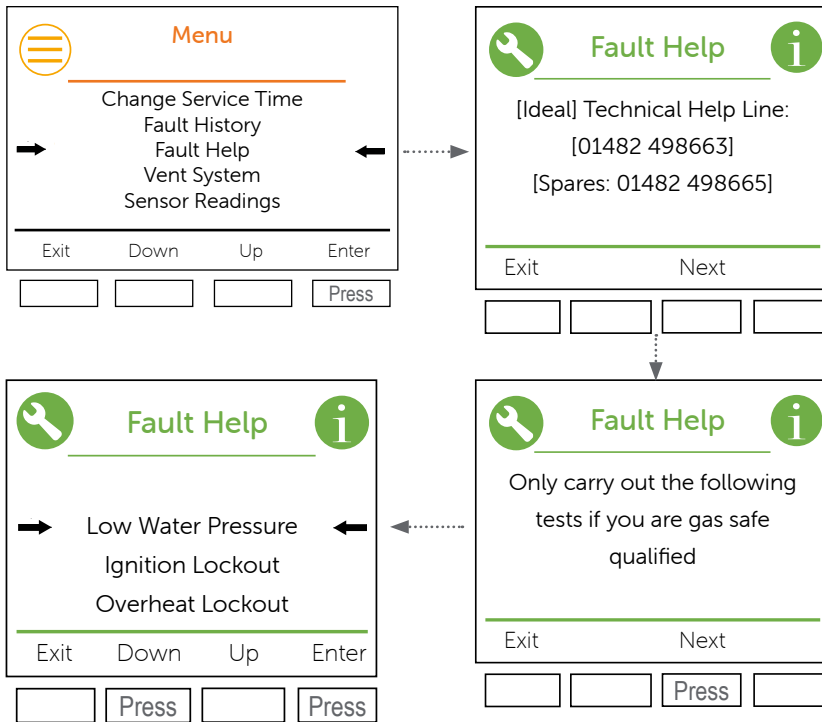 Menu
Change Service Time
Fault History
Fault Help
Vent System
Sensor Readings
Exit Down Up Enter
Press
Fault Help
i
[Ideal] Technical Help Line:
[01482 498663]
[Spares: 01482 498665]
Exit Next
Fault Help
i
Only carry out the following
tests if you are gas safe
qualified
Exit Next
Press
Fault Help
i
Low Water Pressure
Ignition Lockout
Overheat Lockout
Exit Down Up Enter
Press Press